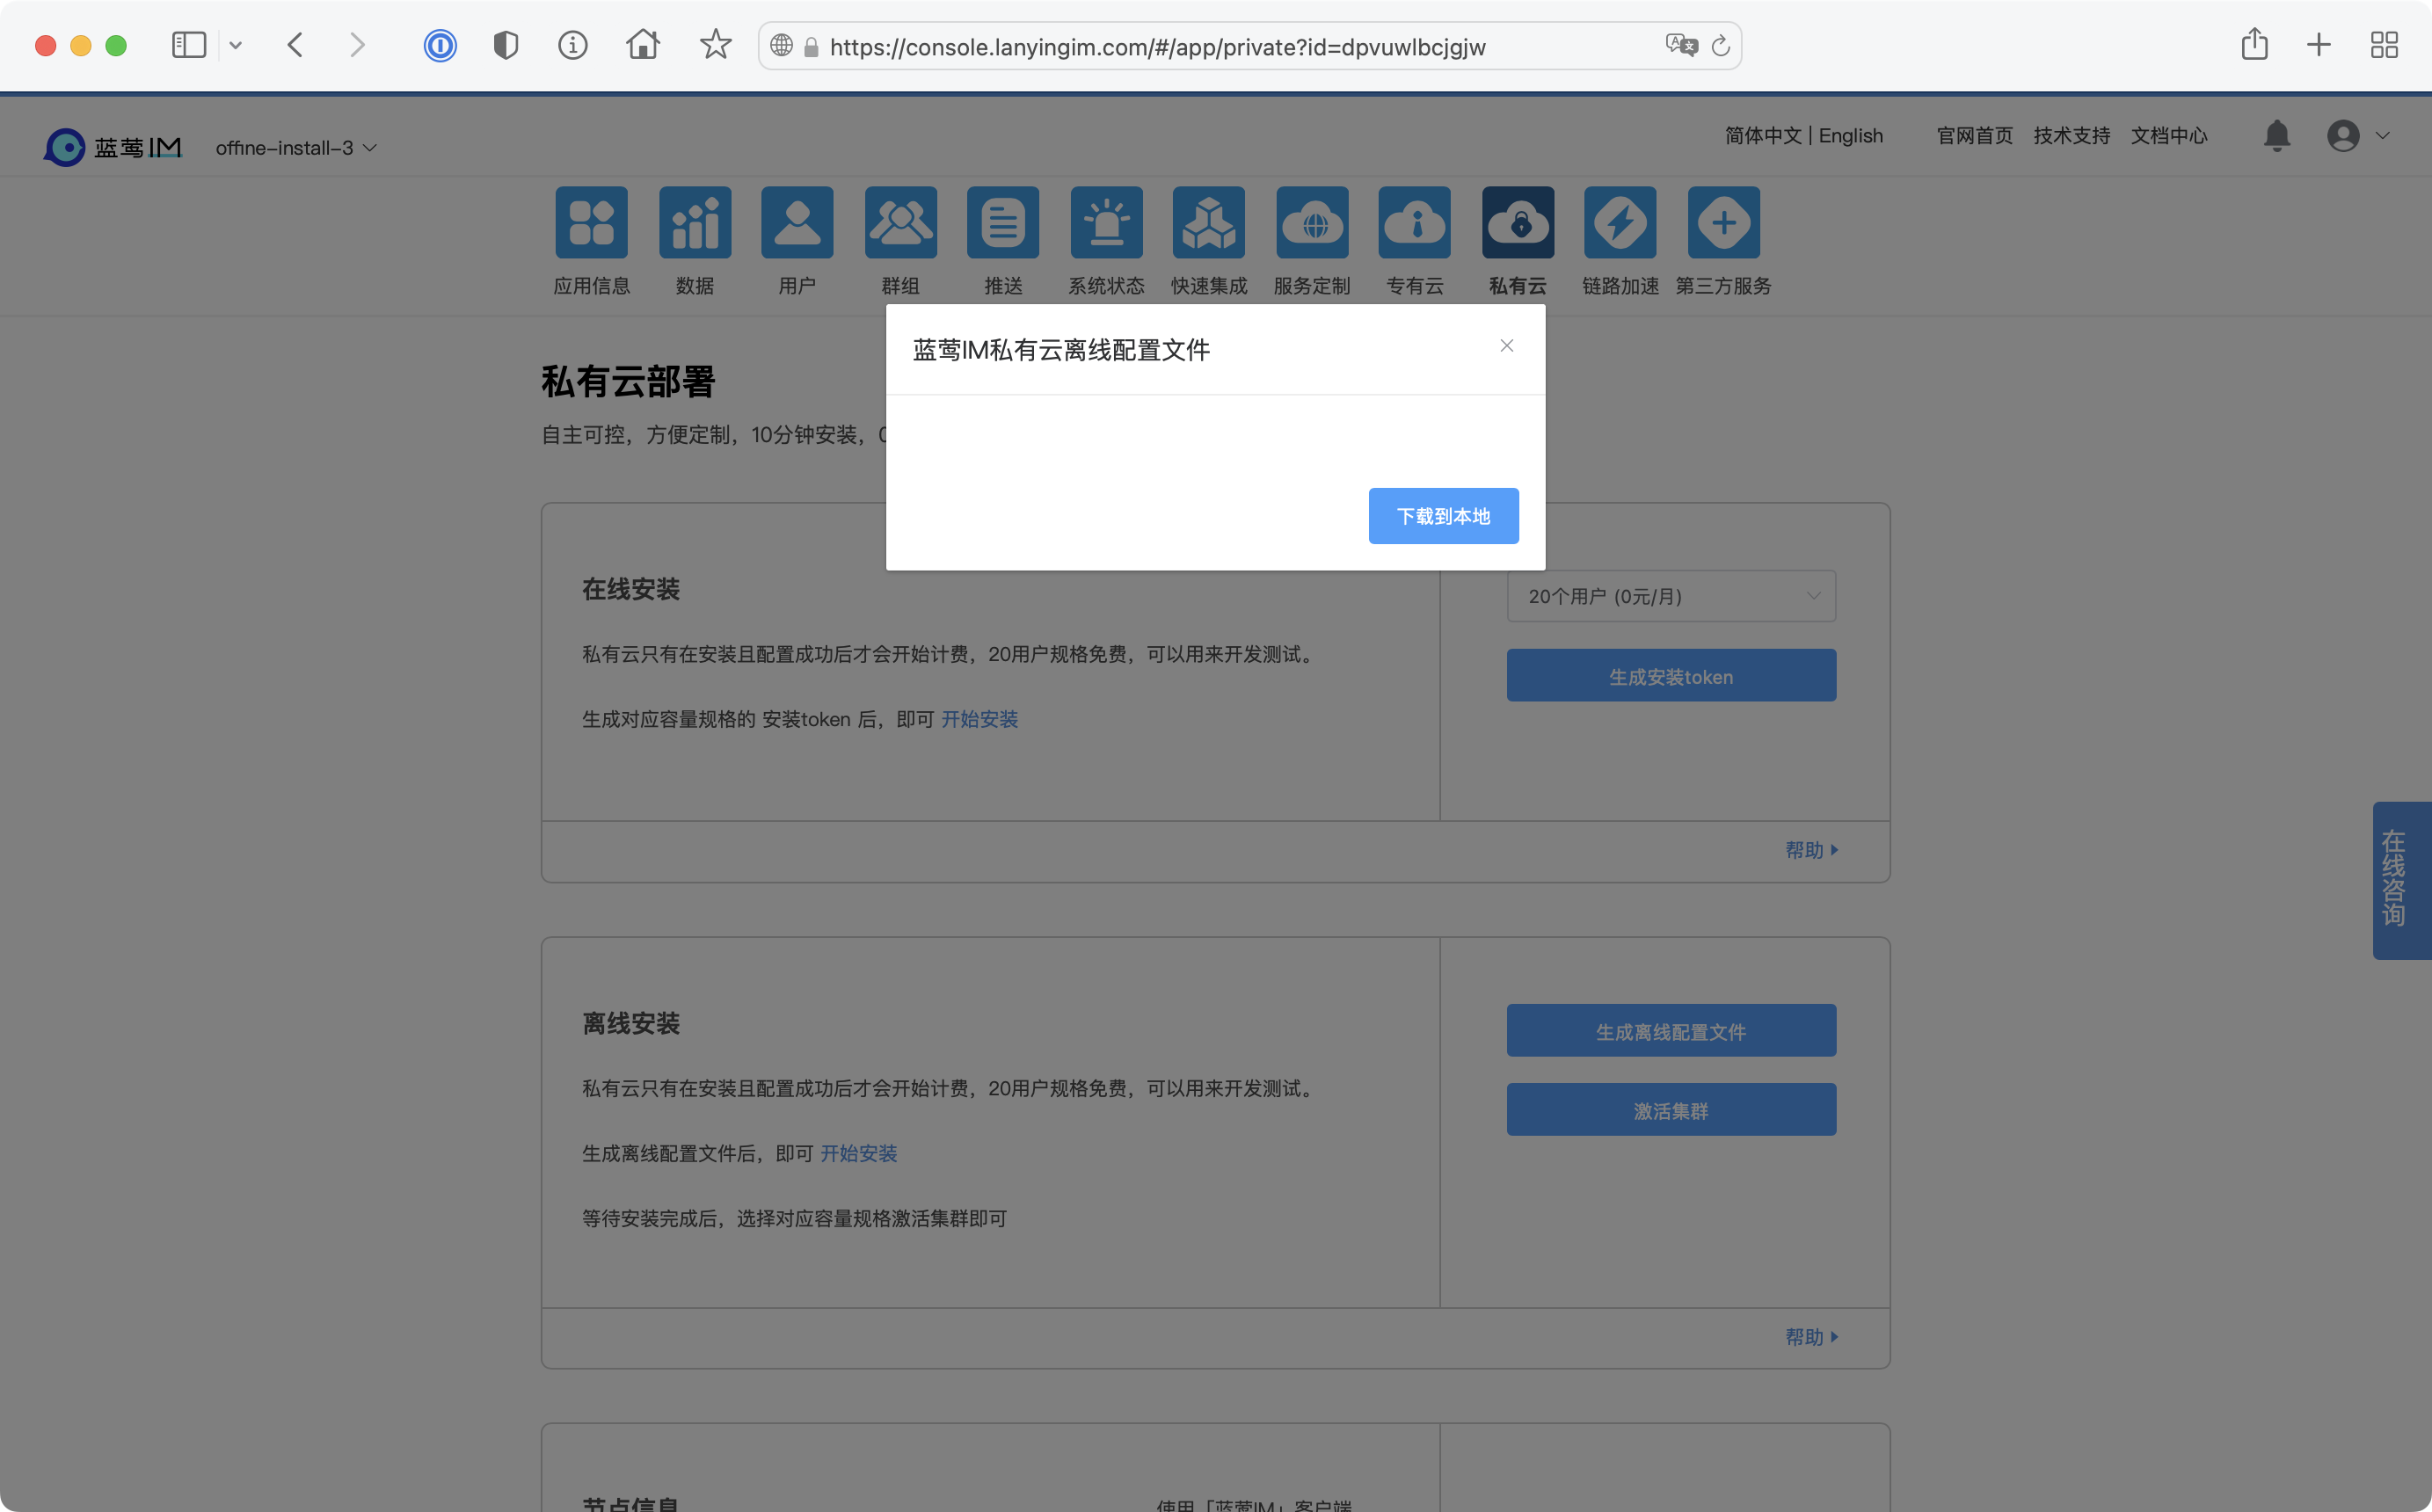 https://console.lanyingim.com/#/app/private?id=dpvuwlbcjgjw
蓝莺IM
offine-install-3
简体中文 | English
官网首页 技术支持 文档中心
应用信息 数据 用户 群组 推送 系统状态 快速集成 服务定制 专有云 私有云 链路加速 第三方服务
蓝莺IM私有云离线配置文件
下载到本地
私有云部署
自主可控，方便定制，10分钟安装，
在线安装
私有云只有在安装且配置成功后才会开始计费，20用户规格免费，可以用来开发测试。
生成对应容量规格的 安装token 后，即可 开始安装
20个用户 (0元/月)
生成安装token
帮助
在线咨询
离线安装
私有云只有在安装且配置成功后才会开始计费，20用户规格免费，可以用来开发测试。
生成离线配置文件后，即可 开始安装
等待安装完成后，选择对应容量规格激活集群即可
生成离线配置文件
激活集群
帮助
节点信息
使用「蓝莺IM」客户端